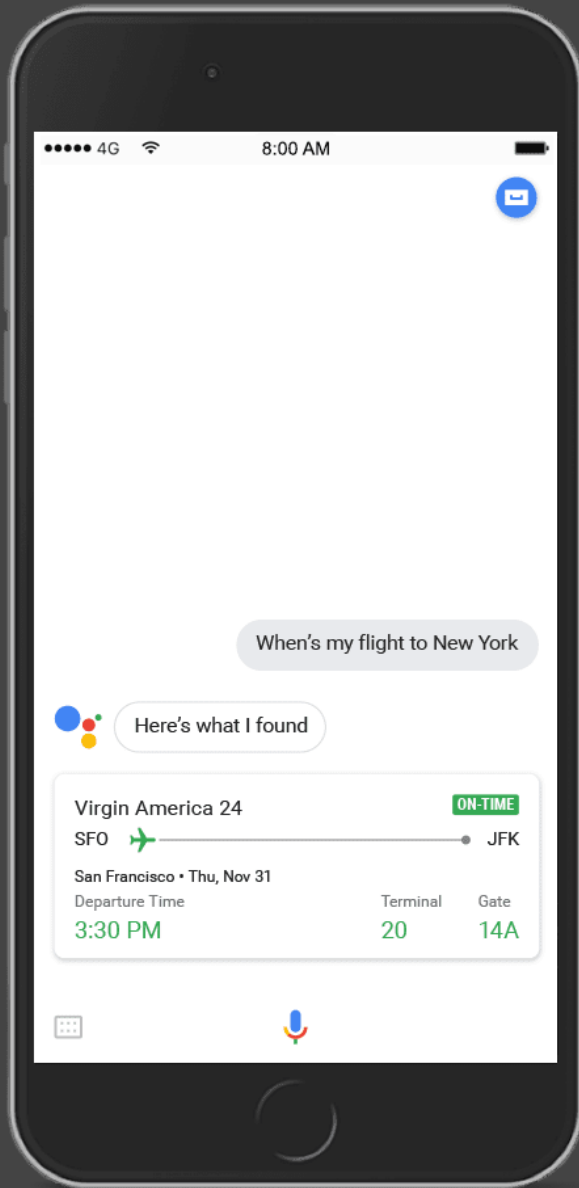 4G 8:00 AM
When's my flight to New York
Here's what I found
Virgin America 24 ON-TIME
SFO JFK
San Francisco • Thu, Nov 31
Departure Time Terminal Gate
3:30 PM 20 14A